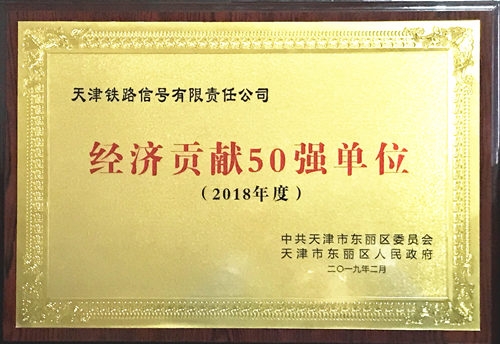 天津铁路信号有限责任公司
经济贡献50强单位
（2018年度）
中共天津市东丽区委员会
天津市东丽区人民政府
二〇一九年二月